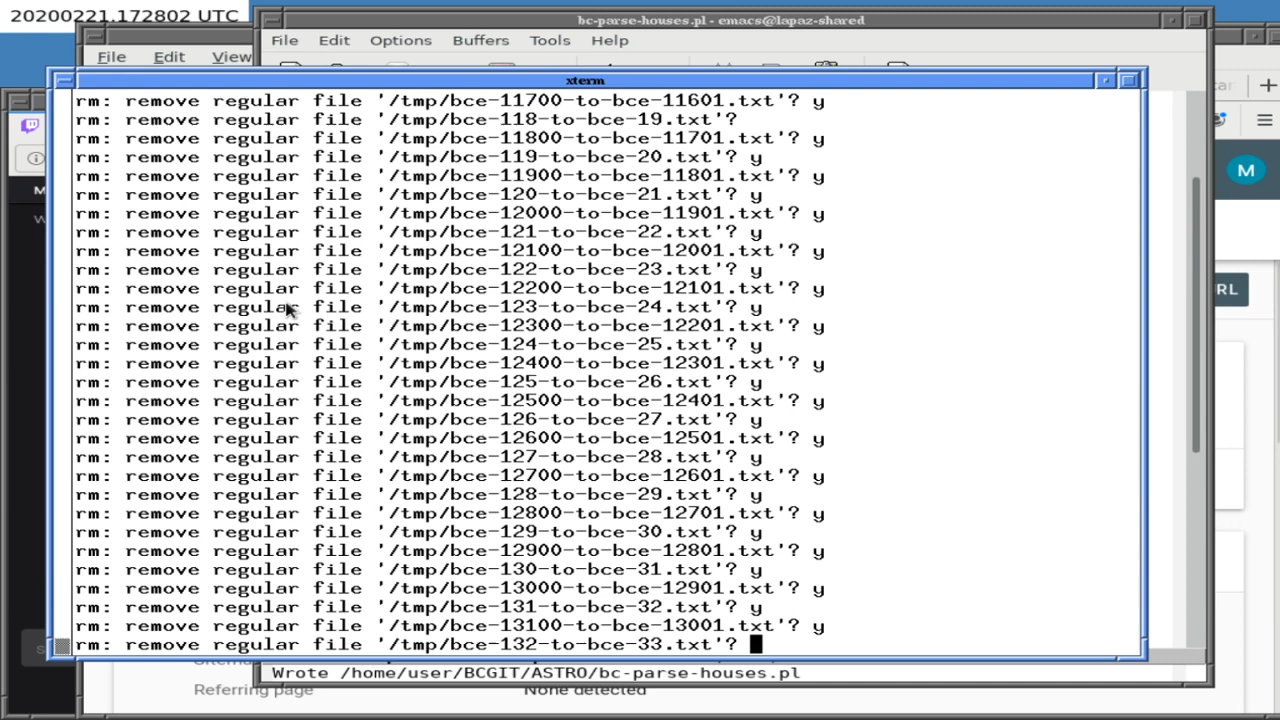 20200221.172802 UTC
bc-parse-houses.pl - emacs@lapaz-shared
File Edit Options Buffers Tools Help
File Edit View
xterm
rm: remove regular file '/tmp/bce-11700-to-bce-11601.txt'? y
rm: remove regular file '/tmp/bce-118-to-bce-19.txt'?
rm: remove regular file '/tmp/bce-11800-to-bce-11701.txt'? y
rm: remove regular file '/tmp/bce-119-to-bce-20.txt'? y
rm: remove regular file '/tmp/bce-11900-to-bce-11801.txt'? y
rm: remove regular file '/tmp/bce-120-to-bce-21.txt'? y
rm: remove regular file '/tmp/bce-12000-to-bce-11901.txt'? y
rm: remove regular file '/tmp/bce-121-to-bce-22.txt'? y
rm: remove regular file '/tmp/bce-12100-to-bce-12001.txt'? y
rm: remove regular file '/tmp/bce-122-to-bce-23.txt'? y
rm: remove regular file '/tmp/bce-12200-to-bce-12101.txt'? y
rm: remove regular file '/tmp/bce-123-to-bce-24.txt'? y
rm: remove regular file '/tmp/bce-12300-to-bce-12201.txt'? y
rm: remove regular file '/tmp/bce-124-to-bce-25.txt'? y
rm: remove regular file '/tmp/bce-12400-to-bce-12301.txt'? y
rm: remove regular file '/tmp/bce-125-to-bce-26.txt'? y
rm: remove regular file '/tmp/bce-12500-to-bce-12401.txt'? y
rm: remove regular file '/tmp/bce-126-to-bce-27.txt'? y
rm: remove regular file '/tmp/bce-12600-to-bce-12501.txt'? y
rm: remove regular file '/tmp/bce-127-to-bce-28.txt'? y
rm: remove regular file '/tmp/bce-12700-to-bce-12601.txt'? y
rm: remove regular file '/tmp/bce-128-to-bce-29.txt'? y
rm: remove regular file '/tmp/bce-12800-to-bce-12701.txt'? y
rm: remove regular file '/tmp/bce-129-to-bce-30.txt'? y
rm: remove regular file '/tmp/bce-12900-to-bce-12801.txt'? y
rm: remove regular file '/tmp/bce-130-to-bce-31.txt'? y
rm: remove regular file '/tmp/bce-13000-to-bce-12901.txt'? y
rm: remove regular file '/tmp/bce-131-to-bce-32.txt'? y
rm: remove regular file '/tmp/bce-13100-to-bce-13001.txt'? y
rm: remove regular file '/tmp/bce-132-to-bce-33.txt'?
M
RL
Wrote /home/user/BCGIT/ASTRO/bc-parse-houses.pl
Referring page None detected